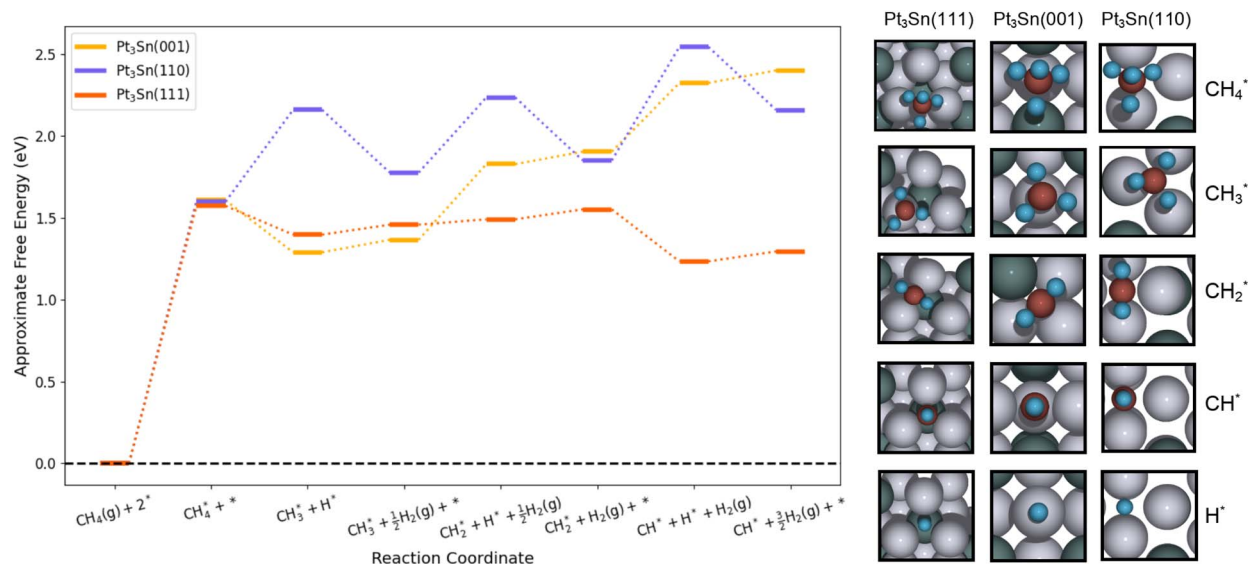 Pt₃Sn(111) Pt₃Sn(001) Pt₃Sn(110)
Pt₃Sn(001)
Pt₃Sn(110)
Pt₃Sn(111)
Approximate Free Energy (eV)
2.5
2.0
1.5
1.0
0.5
0.0
CH₄(g) + 2*
CH₄* + *
CH₃* + H*
CH₃* + ½H₂(g) + *
CH₂* + H* + ½H₂(g)
CH₂* + H₂(g) + *
CH* + H* + H₂(g)
CH* + 3/2H₂(g) + *
Reaction Coordinate
CH₄*
CH₃*
CH₂*
CH*
H*